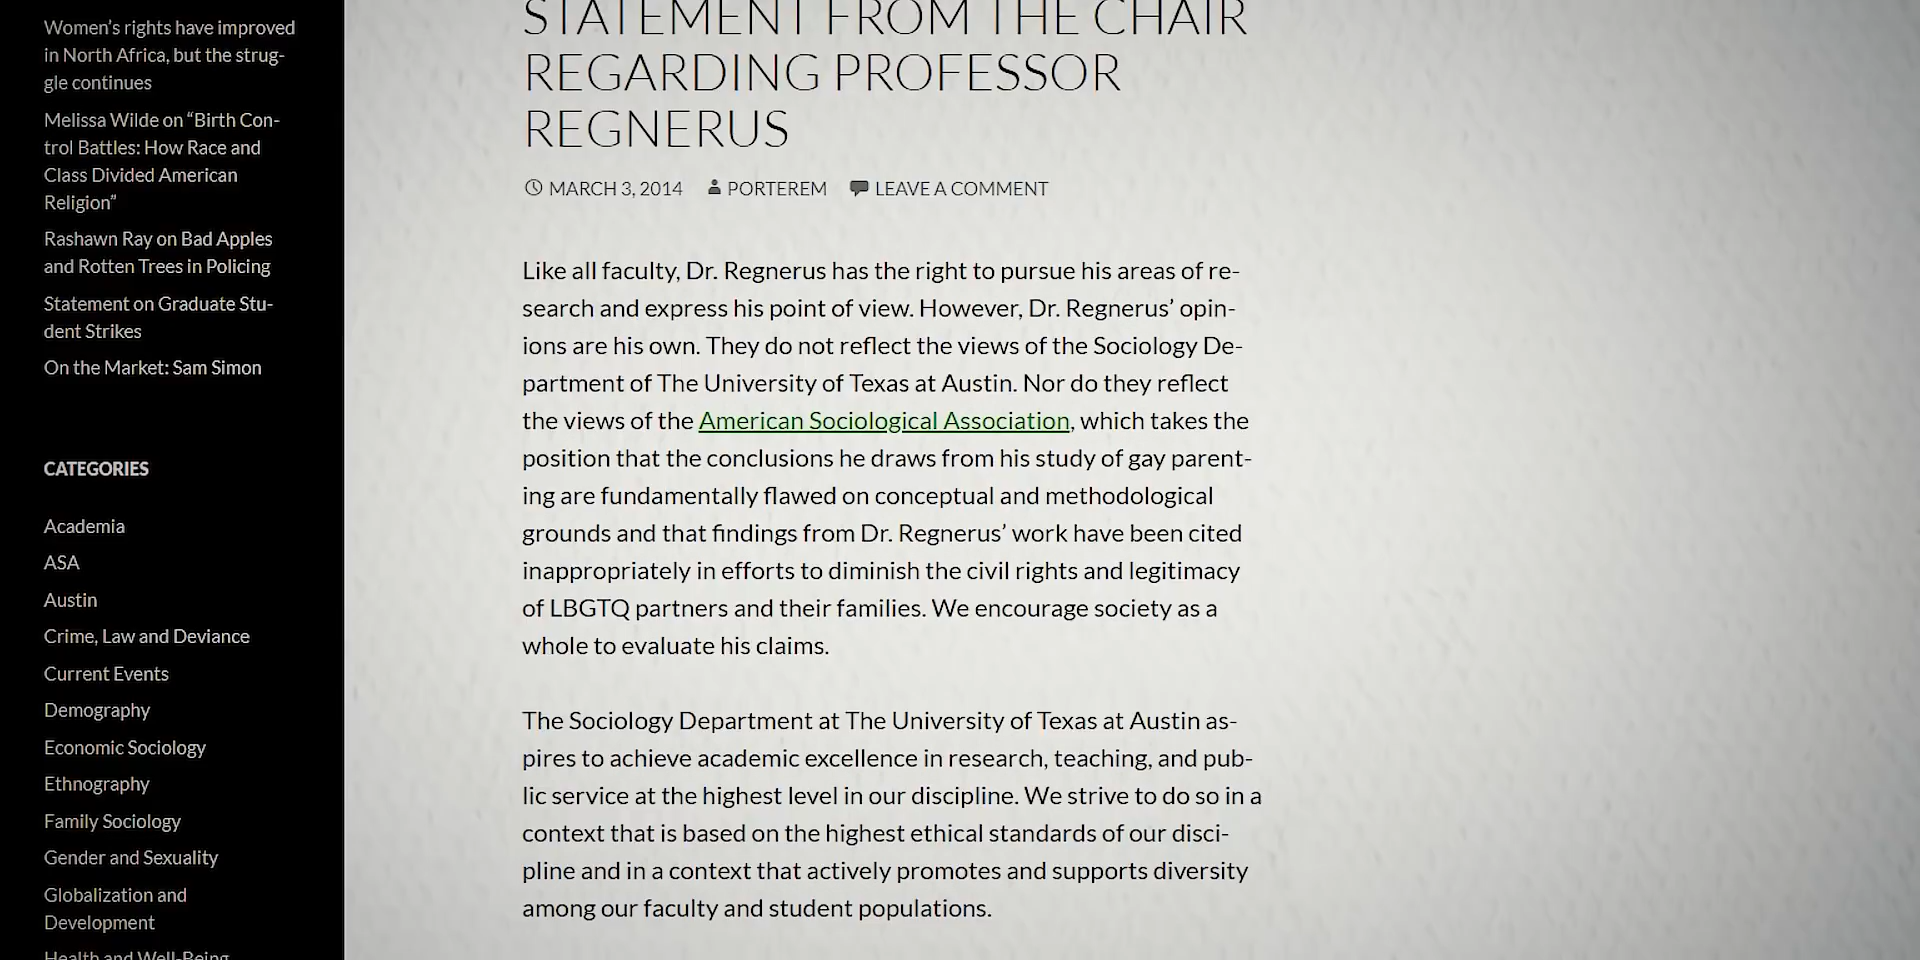 Women's rights have improved
in North Africa, but the strug-
gle continues
Melissa Wilde on “Birth Con-
trol Battles: How Race and
Class Divided American
Religion”
Rashawn Ray on Bad Apples
and Rotten Trees in Policing
Statement on Graduate Stu-
dent Strikes
On the Market: Sam Simon
CATEGORIES
Academia
ASA
Austin
Crime, Law and Deviance
Current Events
Demography
Economic Sociology
Ethnography
Family Sociology
Gender and Sexuality
Globalization and
Development
Health and Well-Being
STATEMENT FROM THE CHAIR
REGARDING PROFESSOR
REGNERUS
MARCH 3, 2014 PORTEREM LEAVE A COMMENT
Like all faculty, Dr. Regnerus has the right to pursue his areas of re-
search and express his point of view. However, Dr. Regnerus’ opin-
ions are his own. They do not reflect the views of the Sociology De-
partment of The University of Texas at Austin. Nor do they reflect
the views of the American Sociological Association, which takes the
position that the conclusions he draws from his study of gay parent-
ing are fundamentally flawed on conceptual and methodological
grounds and that findings from Dr. Regnerus’ work have been cited
inappropriately in efforts to diminish the civil rights and legitimacy
of LBGTQ partners and their families. We encourage society as a
whole to evaluate his claims.
The Sociology Department at The University of Texas at Austin as-
pires to achieve academic excellence in research, teaching, and pub-
lic service at the highest level in our discipline. We strive to do so in a
context that is based on the highest ethical standards of our disci-
pline and in a context that actively promotes and supports diversity
among our faculty and student populations.